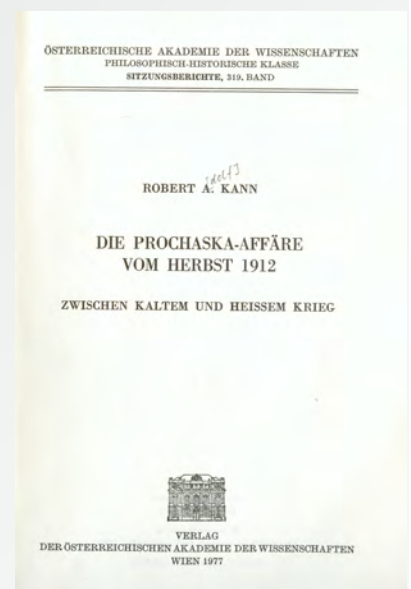 ÖSTERREICHISCHE AKADEMIE DER WISSENSCHAFTEN
PHILOSOPHISCH-HISTORISCHE KLASSE
SITZUNGSBERICHTE, 319. BAND
[dolf]
ROBERT A. KANN
DIE PROCHASKA-AFFÄRE
VOM HERBST 1912
ZWISCHEN KALTEM UND HEISSEM KRIEG
VERLAG
DER ÖSTERREICHISCHEN AKADEMIE DER WISSENSCHAFTEN
WIEN 1977